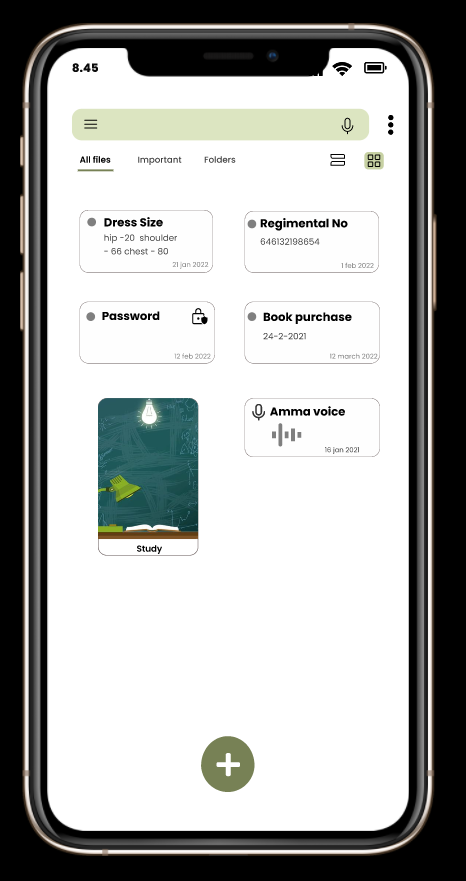 8.45
All files Important Folders
Dress Size
hip -20 shoulder
- 66 chest - 80
21 jan 2022
Regimental No
646132198654
1 feb 2022
Password
12 feb 2022
Book purchase
24-2-2021
12 march 2022
Study
Amma voice
16 jan 2021